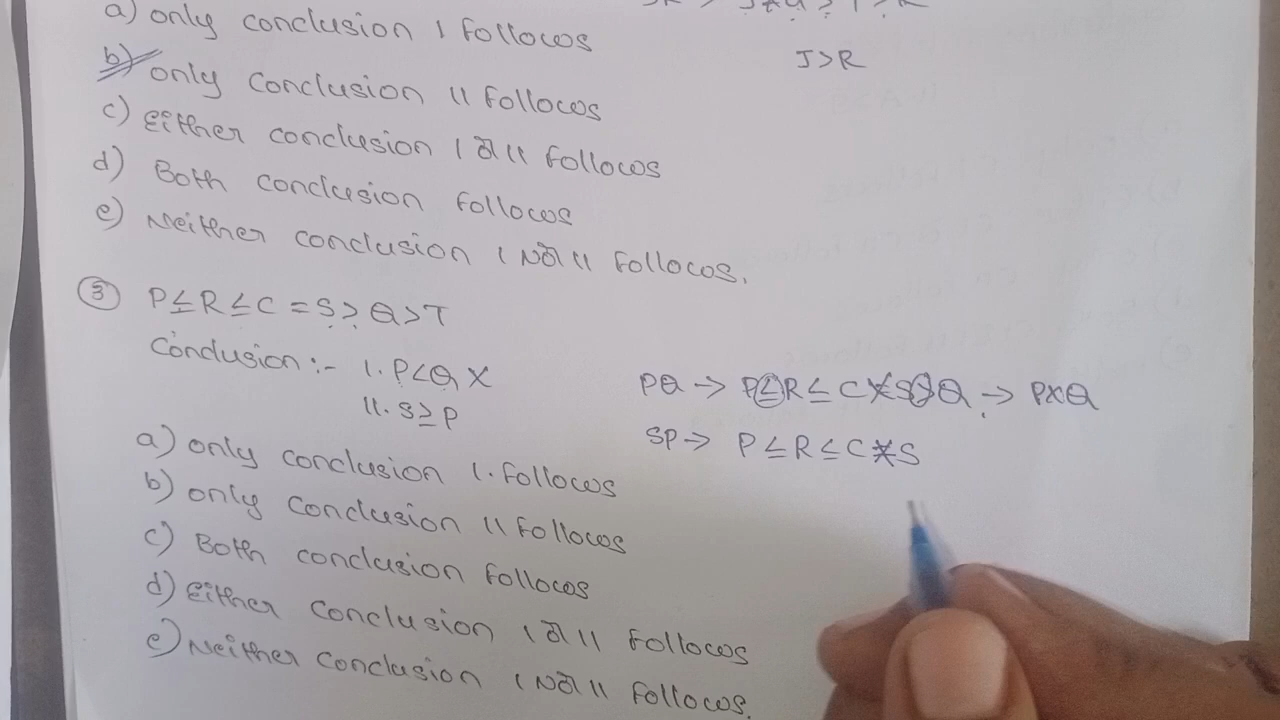 a) only conclusion I follows
J>R
b) only conclusion II follows
c) Either conclusion I or II follows
d) Both conclusion follows
e) Neither conclusion I nor II follows.
③ P≤R≤C=S>Q>T
Conclusion:- I. P<Q X
II. S≥P
PQ → P≤R≤C=S>Q → P×Q
SP → P≤R≤C=S
a) only conclusion I. follows
b) only conclusion II follows
c) Both conclusion follows
d) Either conclusion I or II follows
e) Neither conclusion I nor II follows.